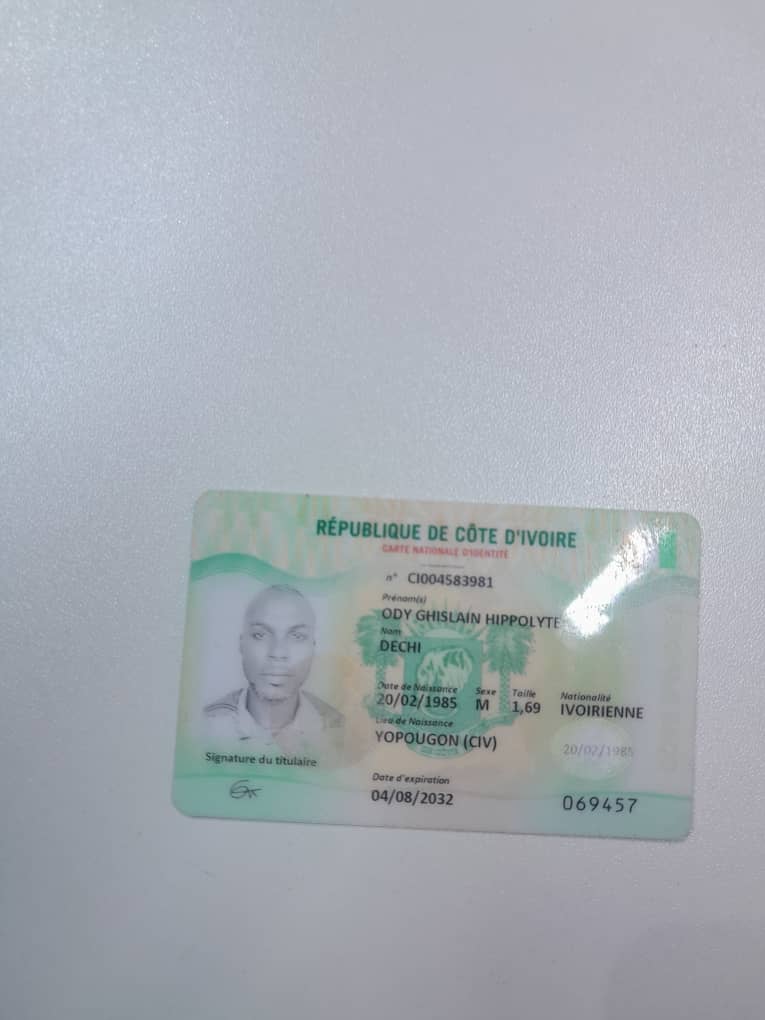 RÉPUBLIQUE DE CÔTE D'IVOIRE
CARTE NATIONALE D'IDENTITÉ
n° CI004583981
Prénom(s)
ODY GHISLAIN HIPPOLYTE
Nom
DECHI
Date de Naissance Sexe Taille Nationalité
20/02/1985 M 1,69 IVOIRIENNE
Lieu de Naissance
YOPOUGON (CIV)
20/02/1985
Signature du titulaire
Date d'expiration
04/08/2032
069457